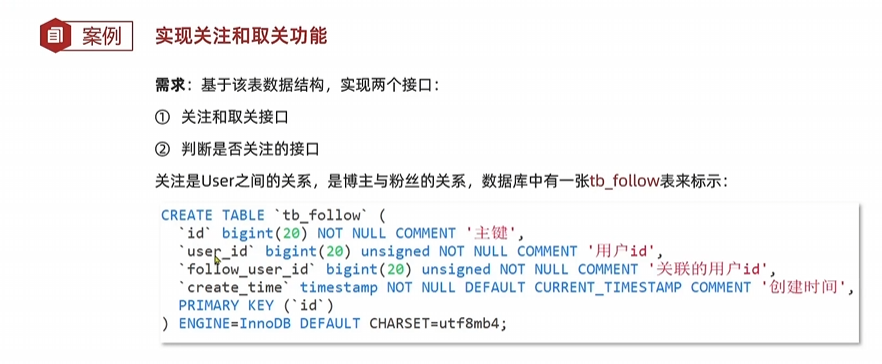 案例 实现关注和取关功能
需求：基于该表数据结构，实现两个接口：
① 关注和取关接口
② 判断是否关注的接口
关注是User之间的关系，是博主与粉丝的关系，数据库中有一张tb_follow表来标示：
CREATE TABLE `tb_follow` (
  `id` bigint(20) NOT NULL COMMENT '主键',
  `user_id` bigint(20) unsigned NOT NULL COMMENT '用户id',
  `follow_user_id` bigint(20) unsigned NOT NULL COMMENT '关联的用户id',
  `create_time` timestamp NOT NULL DEFAULT CURRENT_TIMESTAMP COMMENT '创建时间',
  PRIMARY KEY (`id`)
) ENGINE=InnoDB DEFAULT CHARSET=utf8mb4;